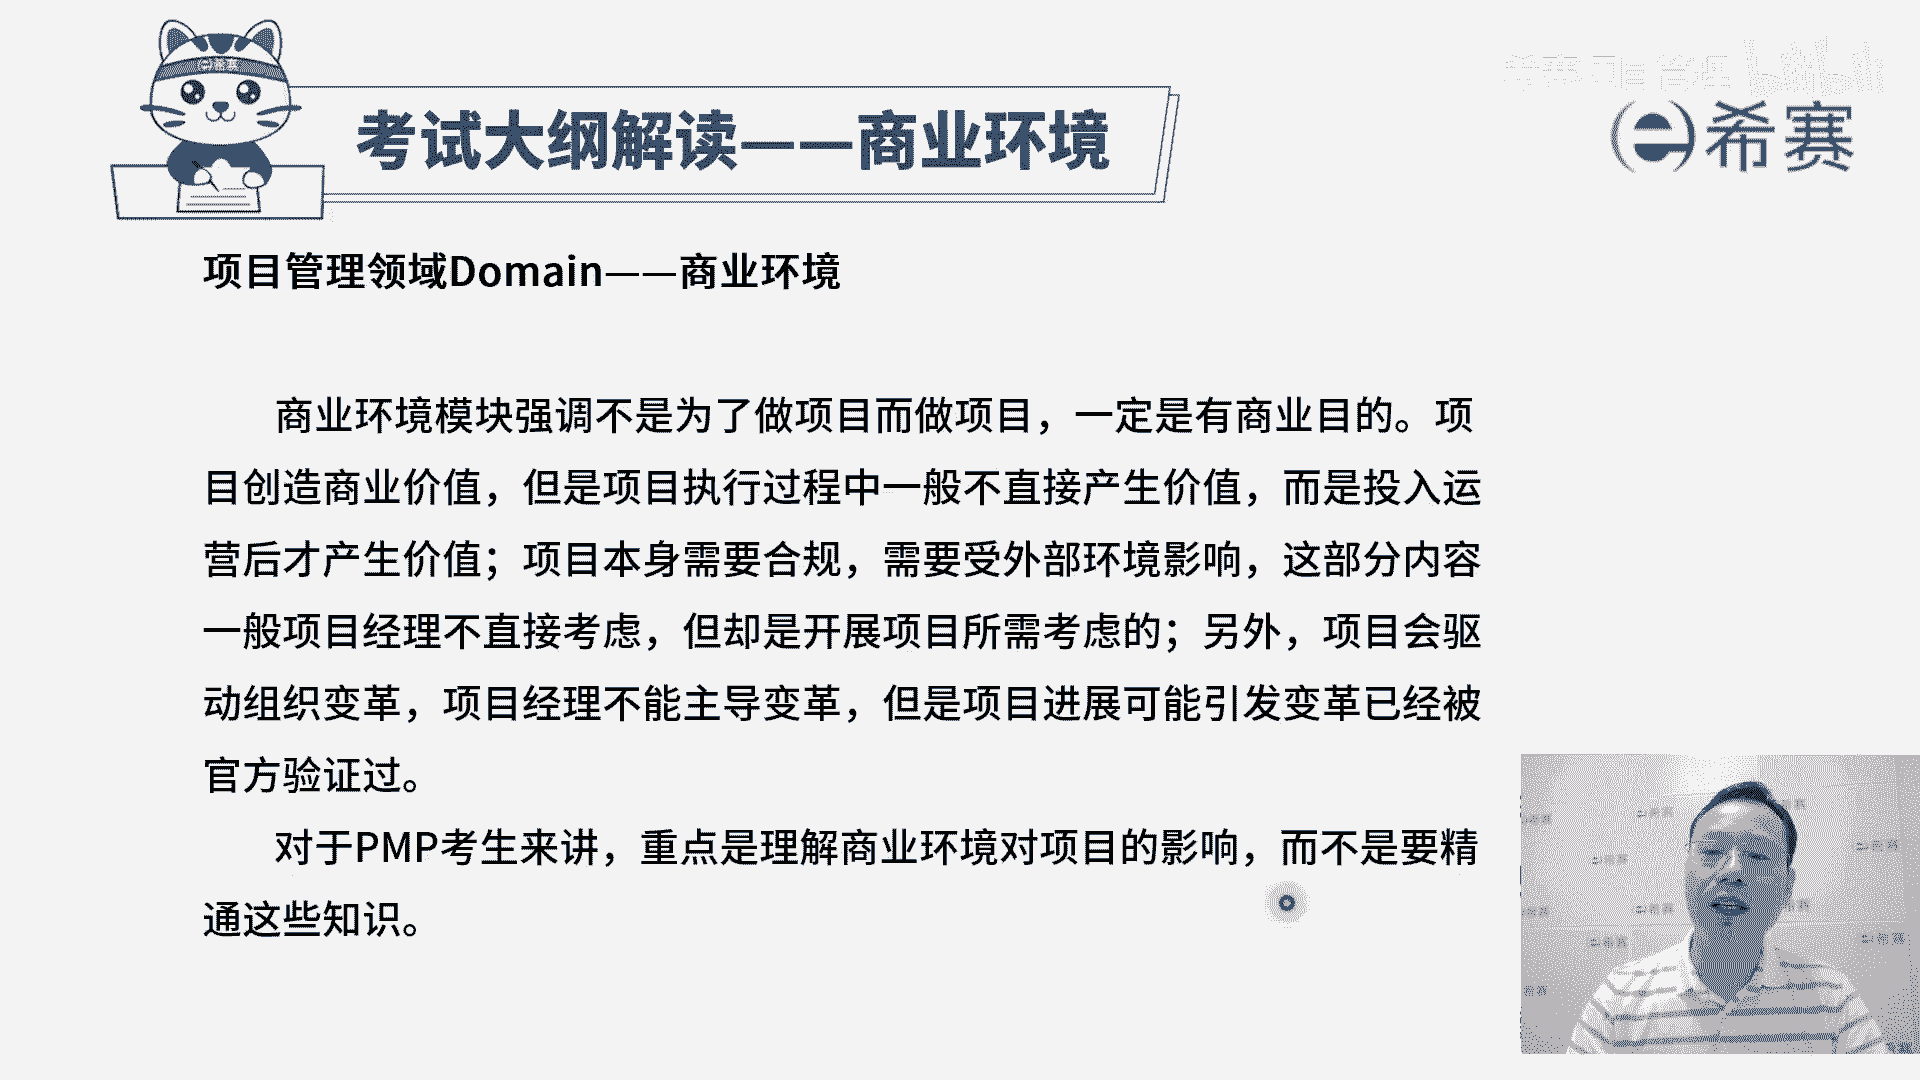 希赛项目管理 bilibili
希赛
考试大纲解读——商业环境
希赛
项目管理领域Domain——商业环境
商业环境模块强调不是为了做项目而做项目，一定是有商业目的。项
目创造商业价值，但是项目执行过程中一般不直接产生价值，而是投入运
营后才产生价值；项目本身需要合规，需要受外部环境影响，这部分内容
一般项目经理不直接考虑，但却是开展项目所需考虑的；另外，项目会驱
动组织变革，项目经理不能主导变革，但是项目进展可能引发变革已经被
官方验证过。
对于PMP考生来讲，重点是理解商业环境对项目的影响，而不是要精
通这些知识。